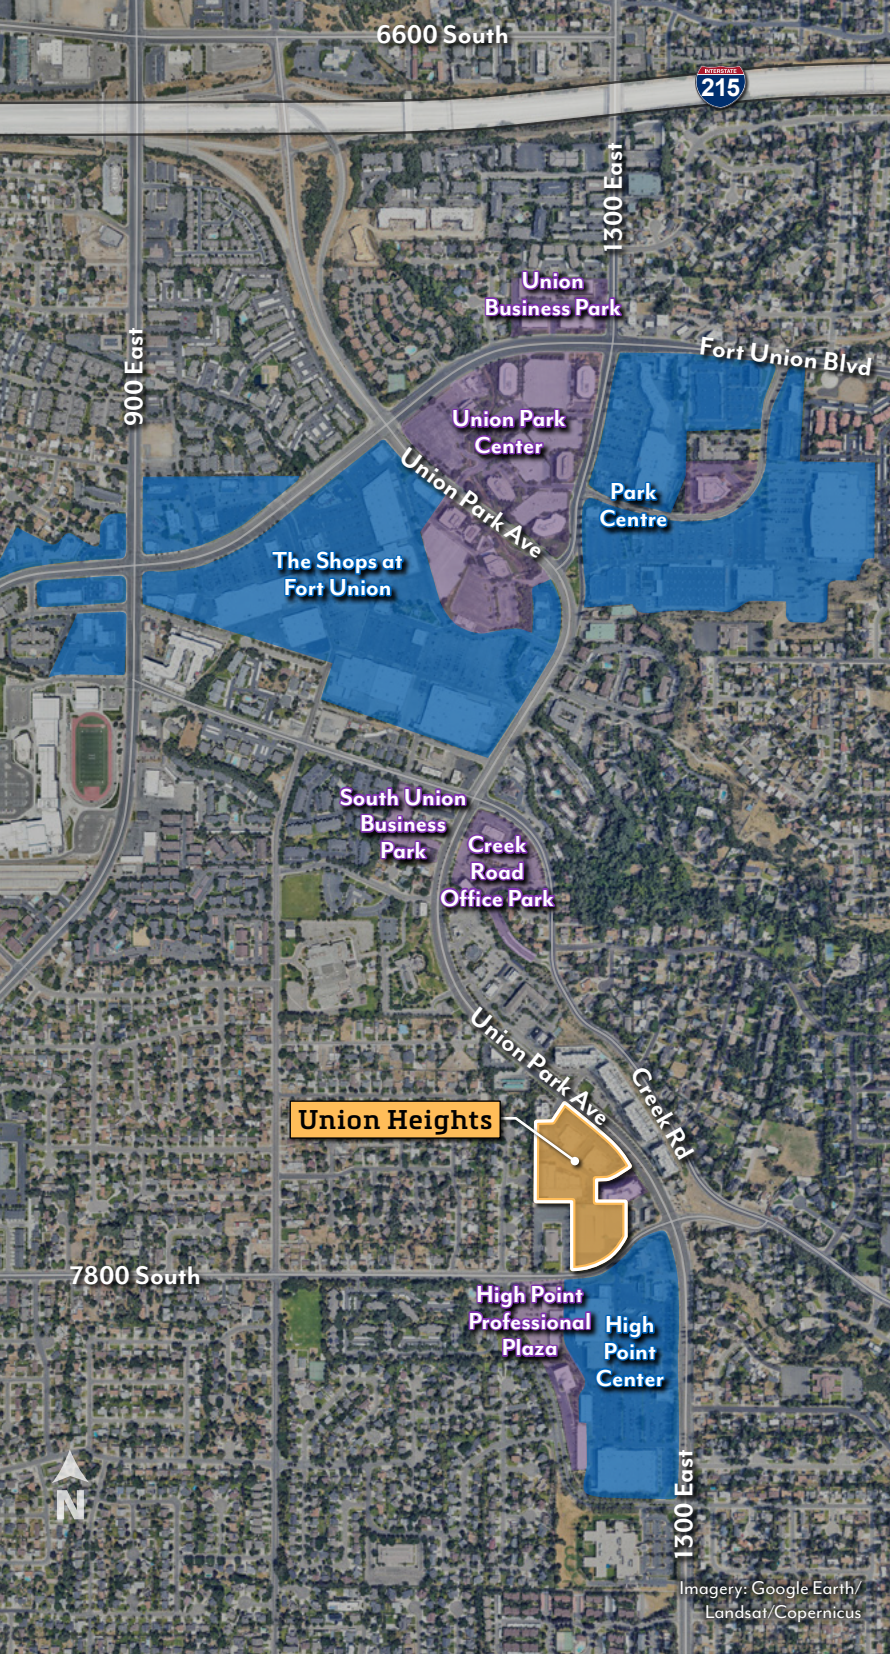 6600 South
INTERSTATE
215
1300 East
Union
Business Park
900 East
Fort Union Blvd
Union Park
Center
Union Park Ave
Park
Centre
The Shops at
Fort Union
South Union
Business
Park
Creek
Road
Office Park
Union Park Ave
Creek Rd
Union Heights
7800 South
High Point
Professional
Plaza
High
Point
Center
N
1300 East
Imagery: Google Earth/
Landsat/Copernicus